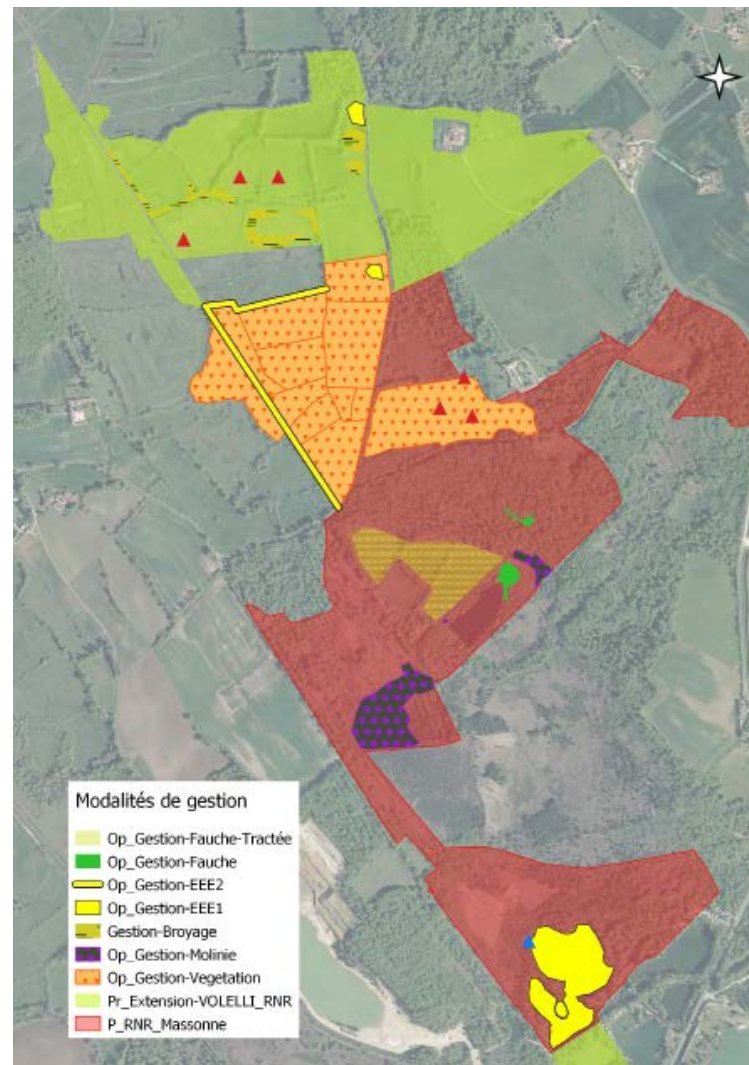 Modalités de gestion
Op_Gestion-Fauche-Tractée
Op_Gestion-Fauche
Op_Gestion-EEE2
Op_Gestion-EEE1
Gestion-Broyage
Op_Gestion-Molinie
Op_Gestion-Vegetation
Pr_Extension-VOLELLI_RNR
P_RNR_Massonne